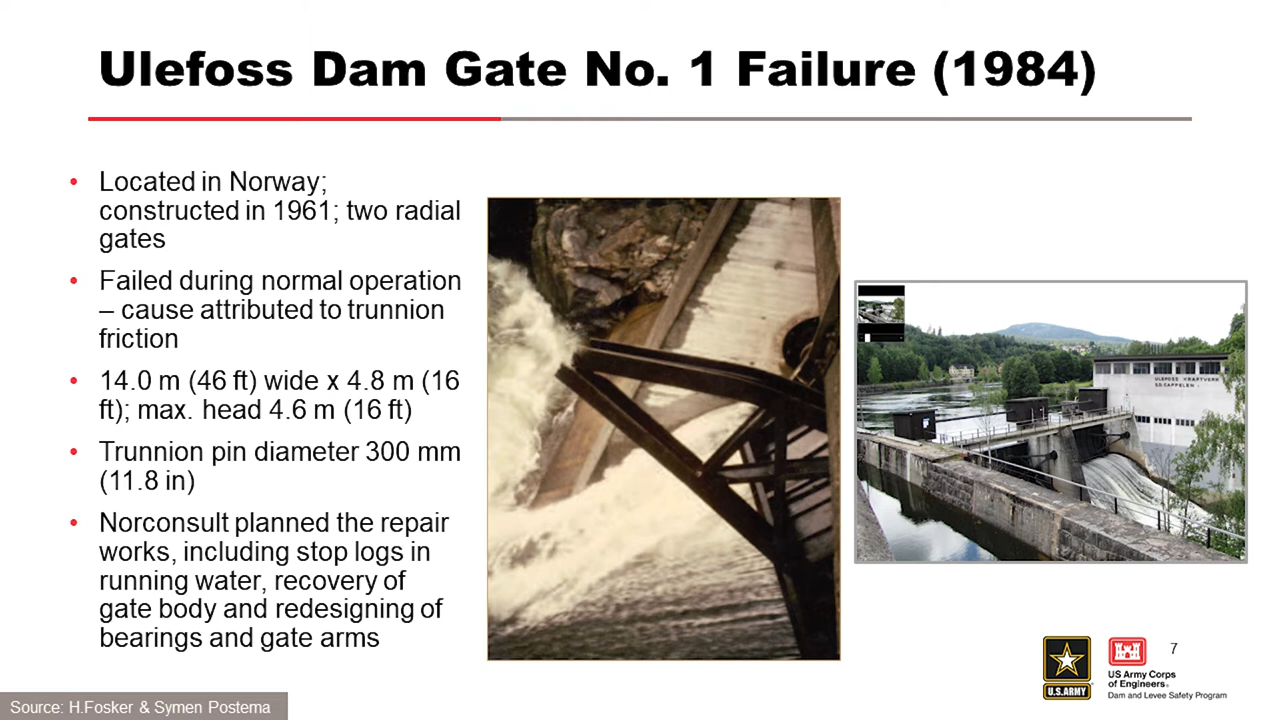 Ulefoss Dam Gate No. 1 Failure (1984)
• Located in Norway;
constructed in 1961; two radial
gates
• Failed during normal operation
– cause attributed to trunnion
friction
• 14.0 m (46 ft) wide x 4.8 m (16
ft); max. head 4.6 m (16 ft)
• Trunnion pin diameter 300 mm
(11.8 in)
• Norconsult planned the repair
works, including stop logs in
running water, recovery of
gate body and redesigning of
bearings and gate arms
ULEFOSS KRAFTVERK
S.D. CAPPELEN
7
U.S. ARMY
US Army Corps
of Engineers®
Dam and Levee Safety Program
Source: H.Fosker & Symen Postema